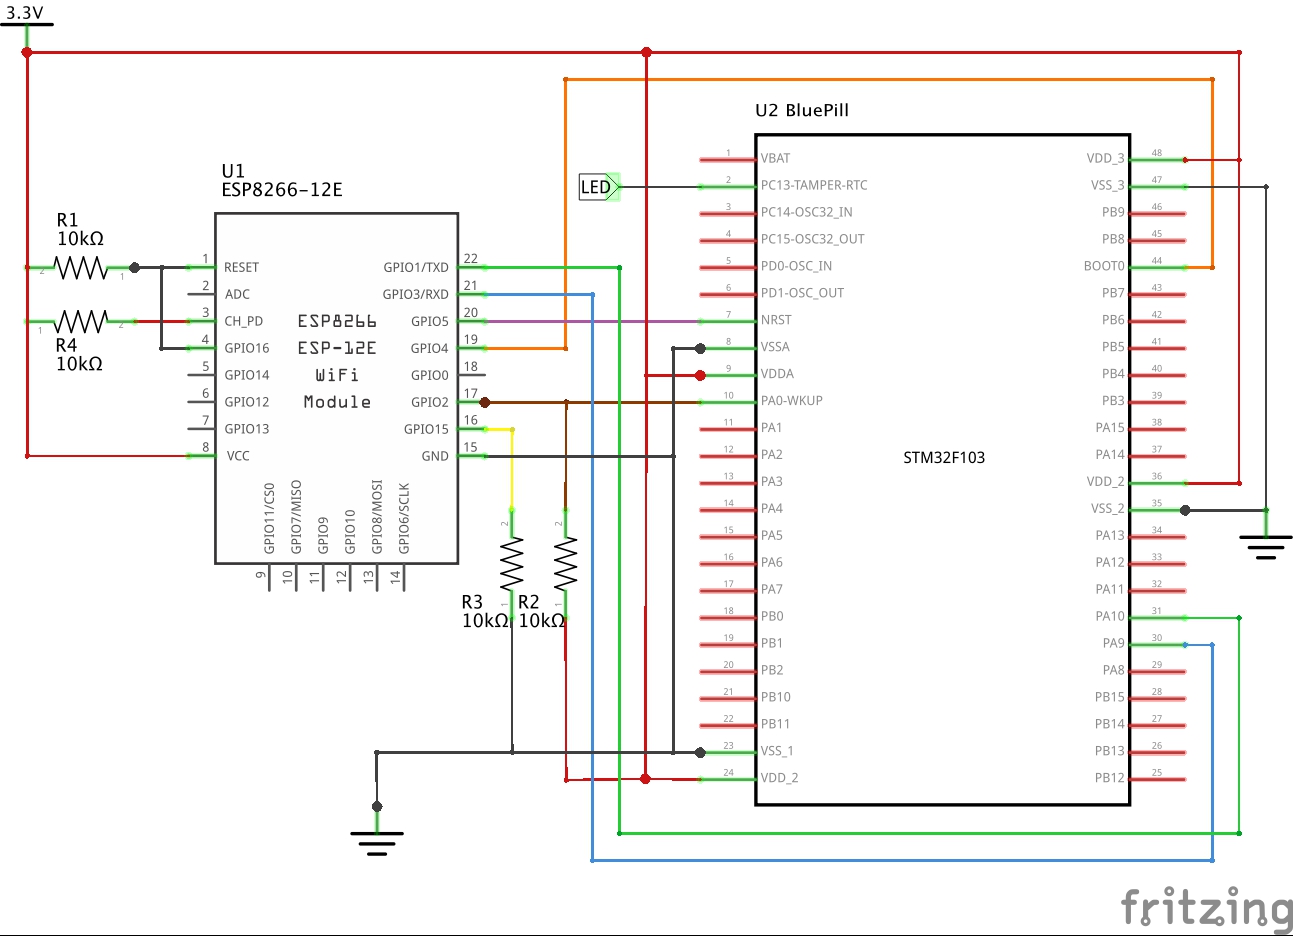 3.3V
U2 BluePill
U1
ESP8266-12E
R1
10kΩ
2
1
R4
10kΩ
1
2
1 RESET
2 ADC
3 CH_PD
4 GPIO16
5 GPIO14
6 GPIO12
7 GPIO13
8 VCC
GPIO1/TXD 22
GPIO3/RXD 21
GPIO5 20
GPIO4 19
GPIO0 18
GPIO2 17
GPIO15 16
GND 15
ESP8266
ESP-12E
WiFi
Module
GPIO11/CS0
GPIO7/MISO
GPIO9
GPIO10
GPIO8/MOSI
GPIO6/SCLK
9
10
11
12
13
14
2
2
R3
10kΩ
1
R2
10kΩ
1
LED
1 VBAT
2 PC13-TAMPER-RTC
3 PC14-OSC32_IN
4 PC15-OSC32_OUT
5 PD0-OSC_IN
6 PD1-OSC_OUT
7 NRST
8 VSSA
9 VDDA
10 PA0-WKUP
11 PA1
12 PA2
13 PA3
14 PA4
15 PA5
16 PA6
17 PA7
18 PB0
19 PB1
20 PB2
21 PB10
22 PB11
23 VSS_1
24 VDD_2
STM32F103
VDD_3 48
VSS_3 47
PB9 46
PB8 45
BOOT0 44
PB7 43
PB6 42
PB5 41
PB4 40
PB3 39
PA15 38
PA14 37
VDD_2 36
VSS_2 35
PA13 34
PA12 33
PA11 32
PA10 31
PA9 30
PA8 29
PB15 28
PB14 27
PB13 26
PB12 25
fritzing